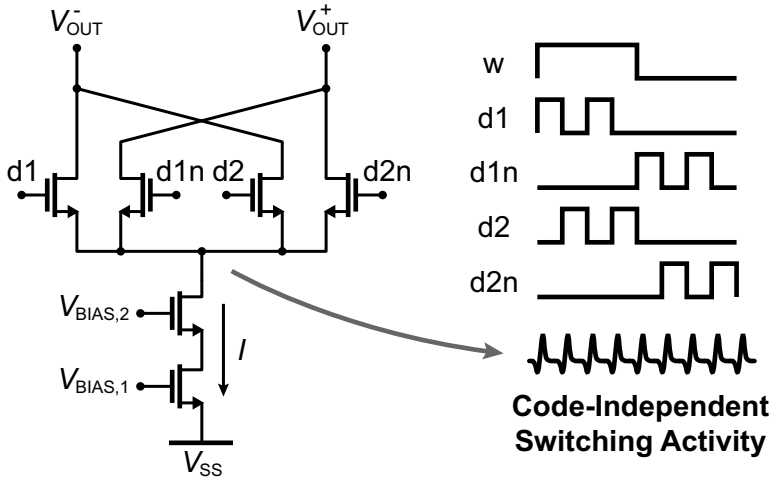 V⁻OUT
V⁺OUT
d1
d1n
d2
d2n
VBIAS,2
I
VBIAS,1
VSS
w
d1
d1n
d2
d2n
Code-Independent
Switching Activity